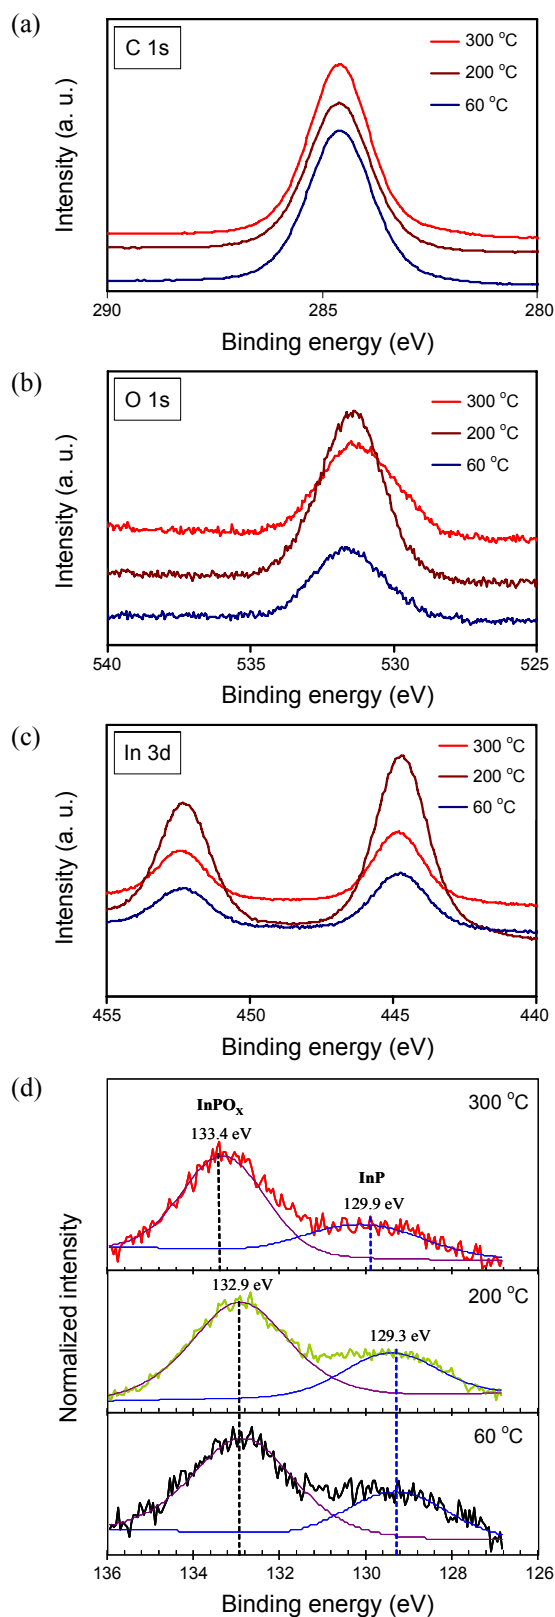 (a)
C 1s
300 °C
200 °C
60 °C
Intensity (a. u.)
290
285
280
Binding energy (eV)
(b)
O 1s
300 °C
200 °C
60 °C
Intensity (a. u.)
540
535
530
525
Binding energy (eV)
(c)
In 3d
300 °C
200 °C
60 °C
Intensity (a. u.)
455
450
445
440
Binding energy (eV)
(d)
300 °C
InPOx
133.4 eV
InP
129.9 eV
132.9 eV
200 °C
129.3 eV
60 °C
Normalized intensity
136
134
132
130
128
126
Binding energy (eV)